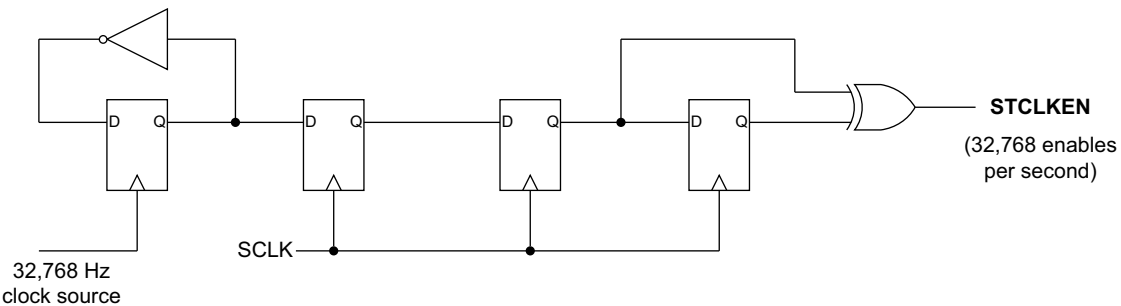 D Q D Q D Q D Q
STCLKEN
(32,768 enables
per second)
SCLK
32,768 Hz
clock source